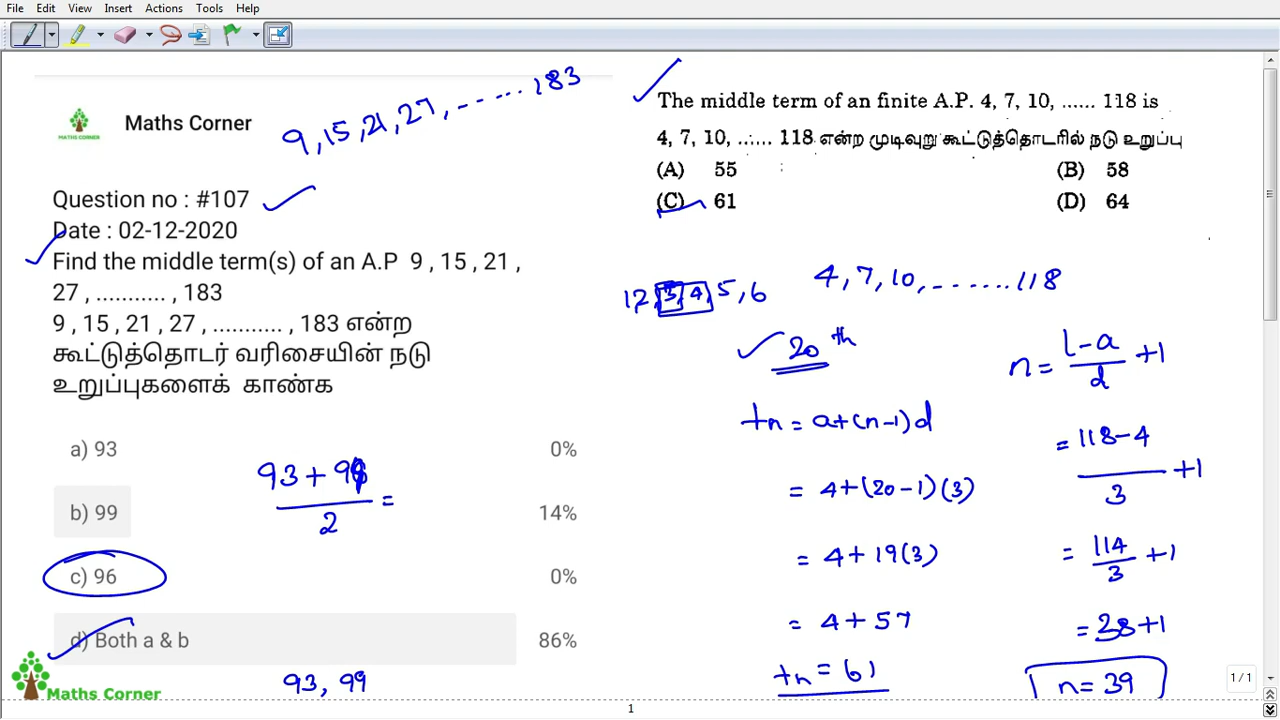 File Edit View Insert Actions Tools Help
Maths Corner
9, 15, 21, 27, ------ 183
Question no : #107
Date : 02-12-2020
Find the middle term(s) of an A.P 9 , 15 , 21 ,
27 , ........... , 183
9 , 15 , 21 , 27 , ........... , 183 என்ற
கூட்டுத்தொடர் வரிசையின் நடு
உறுப்புகளைக் காண்க
a) 93 0%
b) 99 14%
c) 96 0%
d) Both a & b 86%
93 + 99
2 =
93, 99
Maths Corner
The middle term of an finite A.P. 4, 7, 10, ...... 118 is
4, 7, 10, ...... 118 என்ற முடிவுறு கூட்டுத்தொடரில் நடு உறுப்பு
(A) 55 (B) 58
(C) 61 (D) 64
1 2, 3, 4, 5, 6
4, 7, 10, ------- 118
20th
tn = a+(n-1)d
= 4+(20-1)(3)
= 4+19(3)
= 4+57
tn = 61
n = l-a/d +1
= 118-4/3 +1
= 114/3 +1
= 38+1
n = 39
1 / 1
1